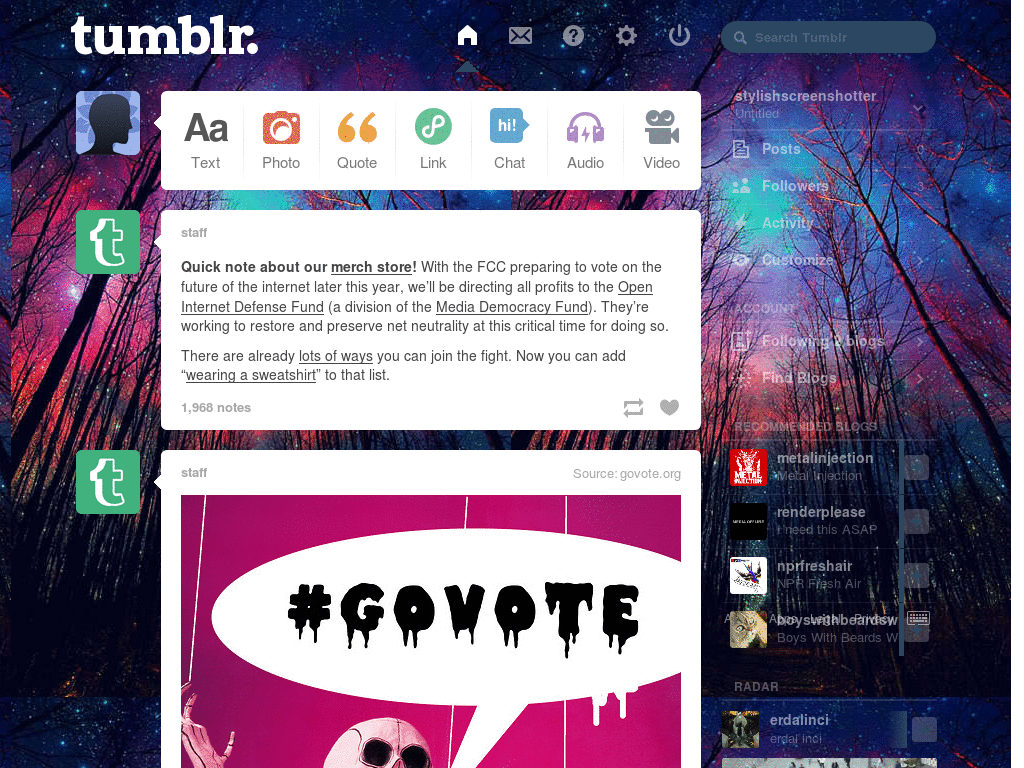 tumblr.
Search Tumblr
Aa
hi!
Text Photo Quote Link Chat Audio Video
stylishscreenshotter
Untitled
Posts 0
Followers 3
Activity
Customize
ACCOUNT
Following 2 blogs
Find Blogs
RECOMMENDED BLOGS
metalinjection
Metal Injection
renderplease
I need this ASAP
nprfreshair
NPR Fresh Air
boyswithbeardsw
Boys With Beards W
Apps Legal Privacy
RADAR
erdalinci
erdal inci
staff
Quick note about our merch store! With the FCC preparing to vote on the
future of the internet later this year, we’ll be directing all profits to the Open
Internet Defense Fund (a division of the Media Democracy Fund). They’re
working to restore and preserve net neutrality at this critical time for doing so.
There are already lots of ways you can join the fight. Now you can add
“wearing a sweatshirt” to that list.
1,968 notes
staff
Source: govote.org
#GOVOTE